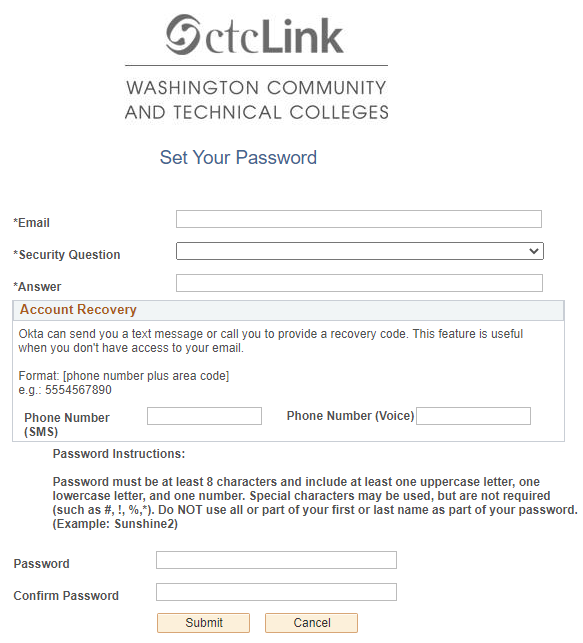 ctcLink
WASHINGTON COMMUNITY
AND TECHNICAL COLLEGES
Set Your Password
*Email
*Security Question
*Answer
Account Recovery
Okta can send you a text message or call you to provide a recovery code. This feature is useful
when you don't have access to your email.
Format: [phone number plus area code]
e.g.: 5554567890
Phone Number
(SMS)
Phone Number (Voice)
Password Instructions:
Password must be at least 8 characters and include at least one uppercase letter, one
lowercase letter, and one number. Special characters may be used, but are not required
(such as #, !, %,*). Do NOT use all or part of your first or last name as part of your password.
(Example: Sunshine2)
Password
Confirm Password
Submit
Cancel